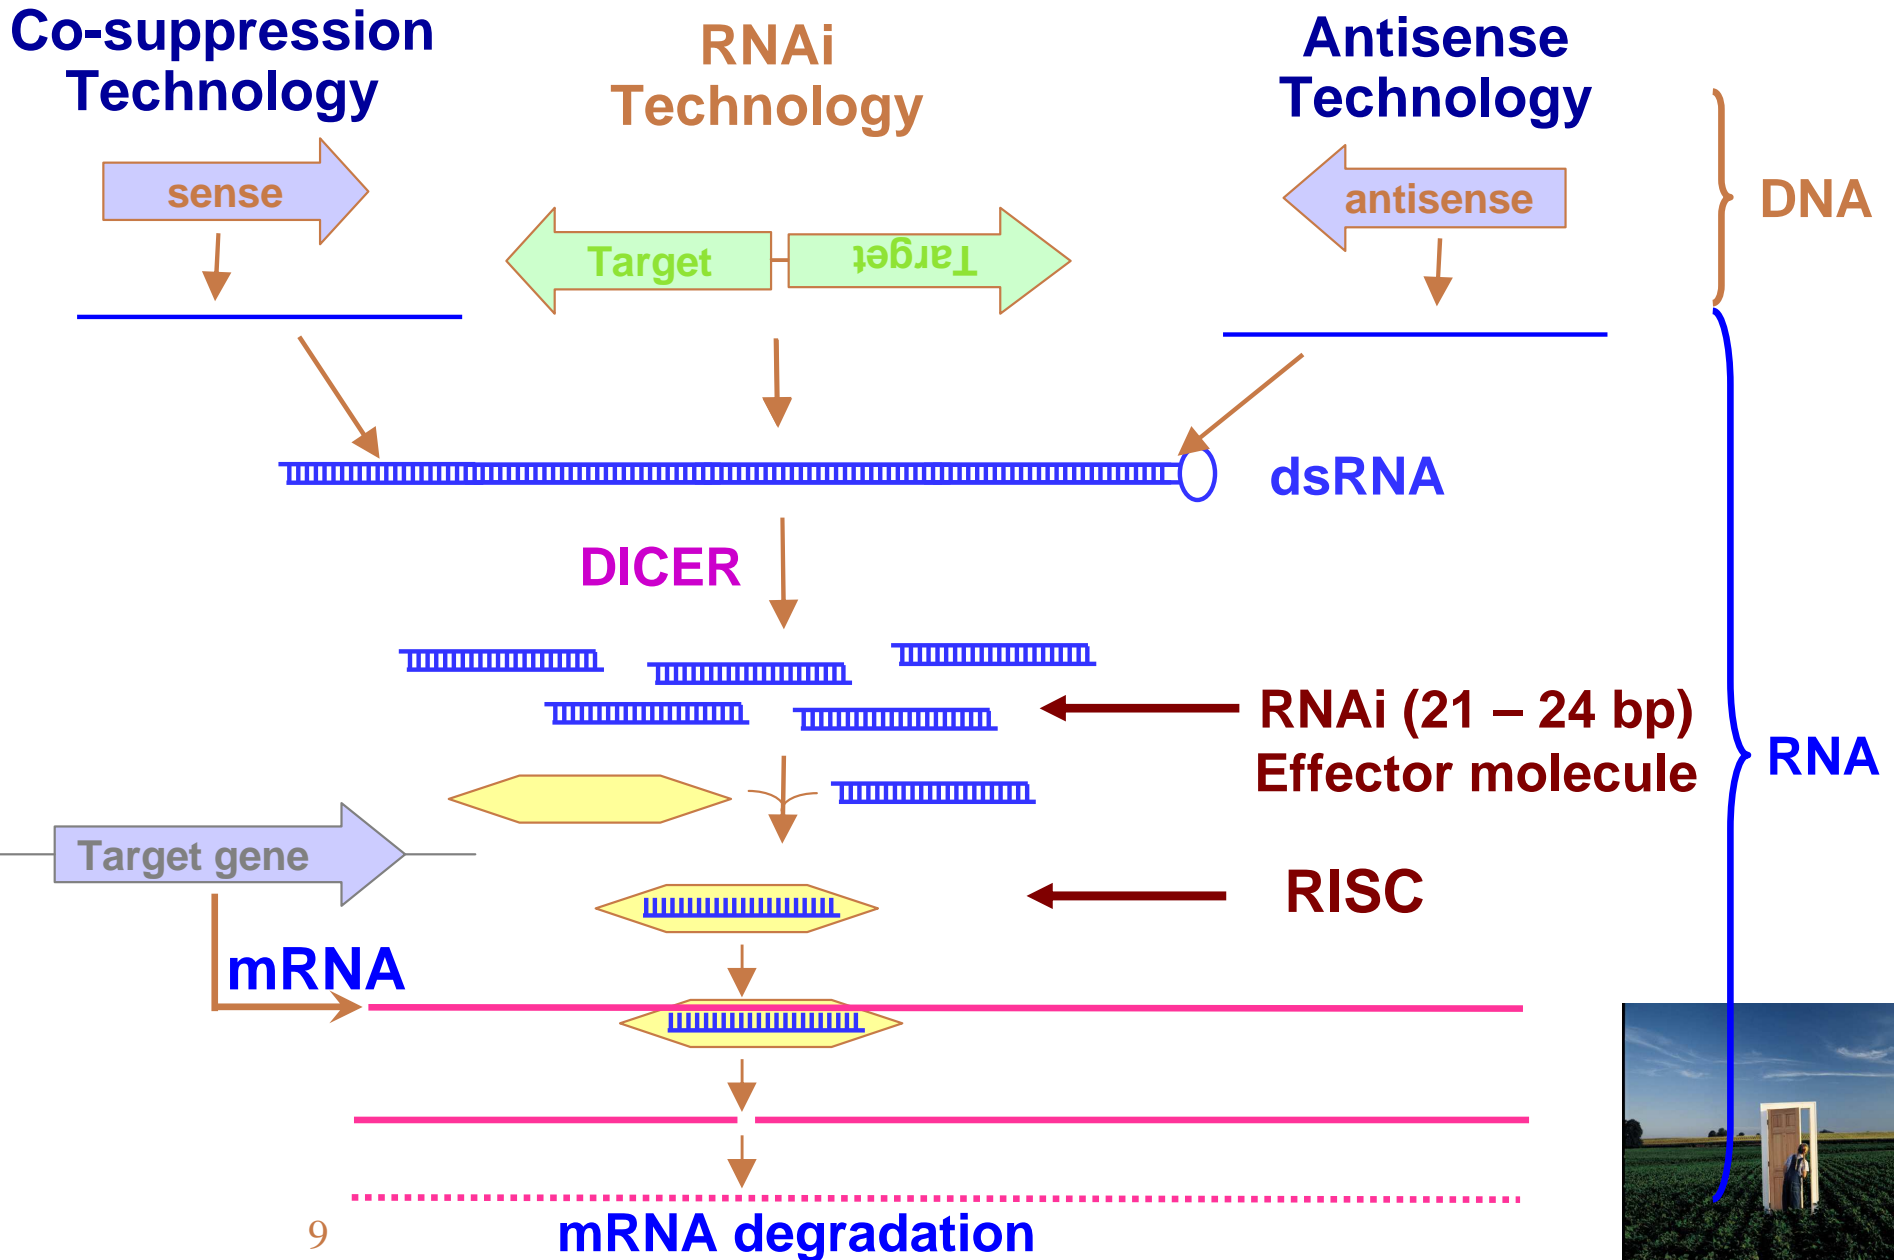 Co-suppression
Technology
RNAi
Technology
Antisense
Technology
sense
antisense
DNA
Target
Target
dsRNA
DICER
RNAi (21 – 24 bp)
Effector molecule
RNA
Target gene
RISC
mRNA
mRNA degradation
9